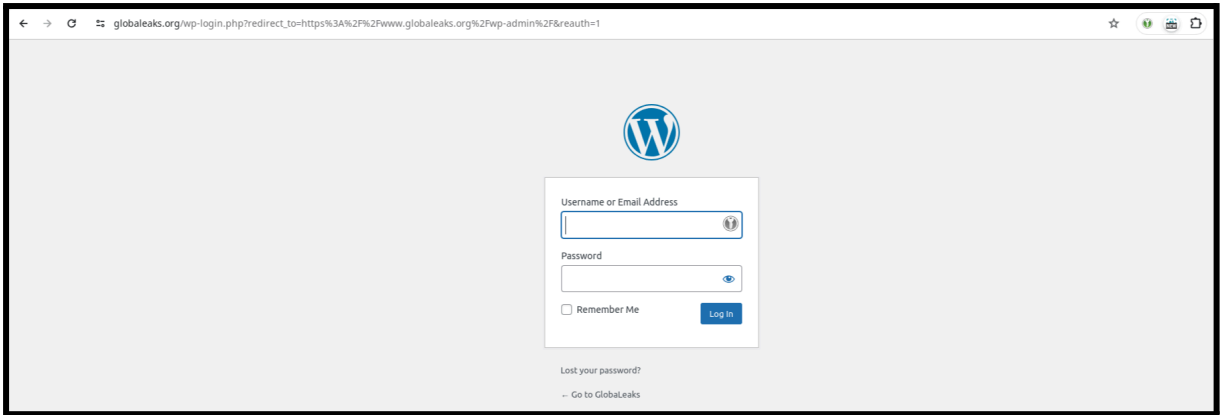 globaleaks.org/wp-login.php?redirect_to=https%3A%2F%2Fwww.globaleaks.org%2Fwp-admin%2F&reauth=1
Username or Email Address
Password
Remember Me
Log In
Lost your password?
← Go to GlobaLeaks